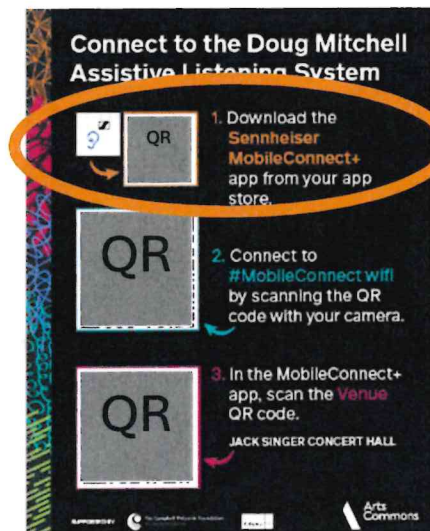 Connect to the Doug Mitchell
Assistive Listening System
QR
1. Download the
Sennheiser
MobileConnect+
app from your app
store.
QR
2. Connect to
#MobileConnect wifi
by scanning the QR
code with your camera.
QR
3. In the MobileConnect+
app, scan the Venue
QR code.
JACK SINGER CONCERT HALL
SUPPORTED BY
Arts
Commons